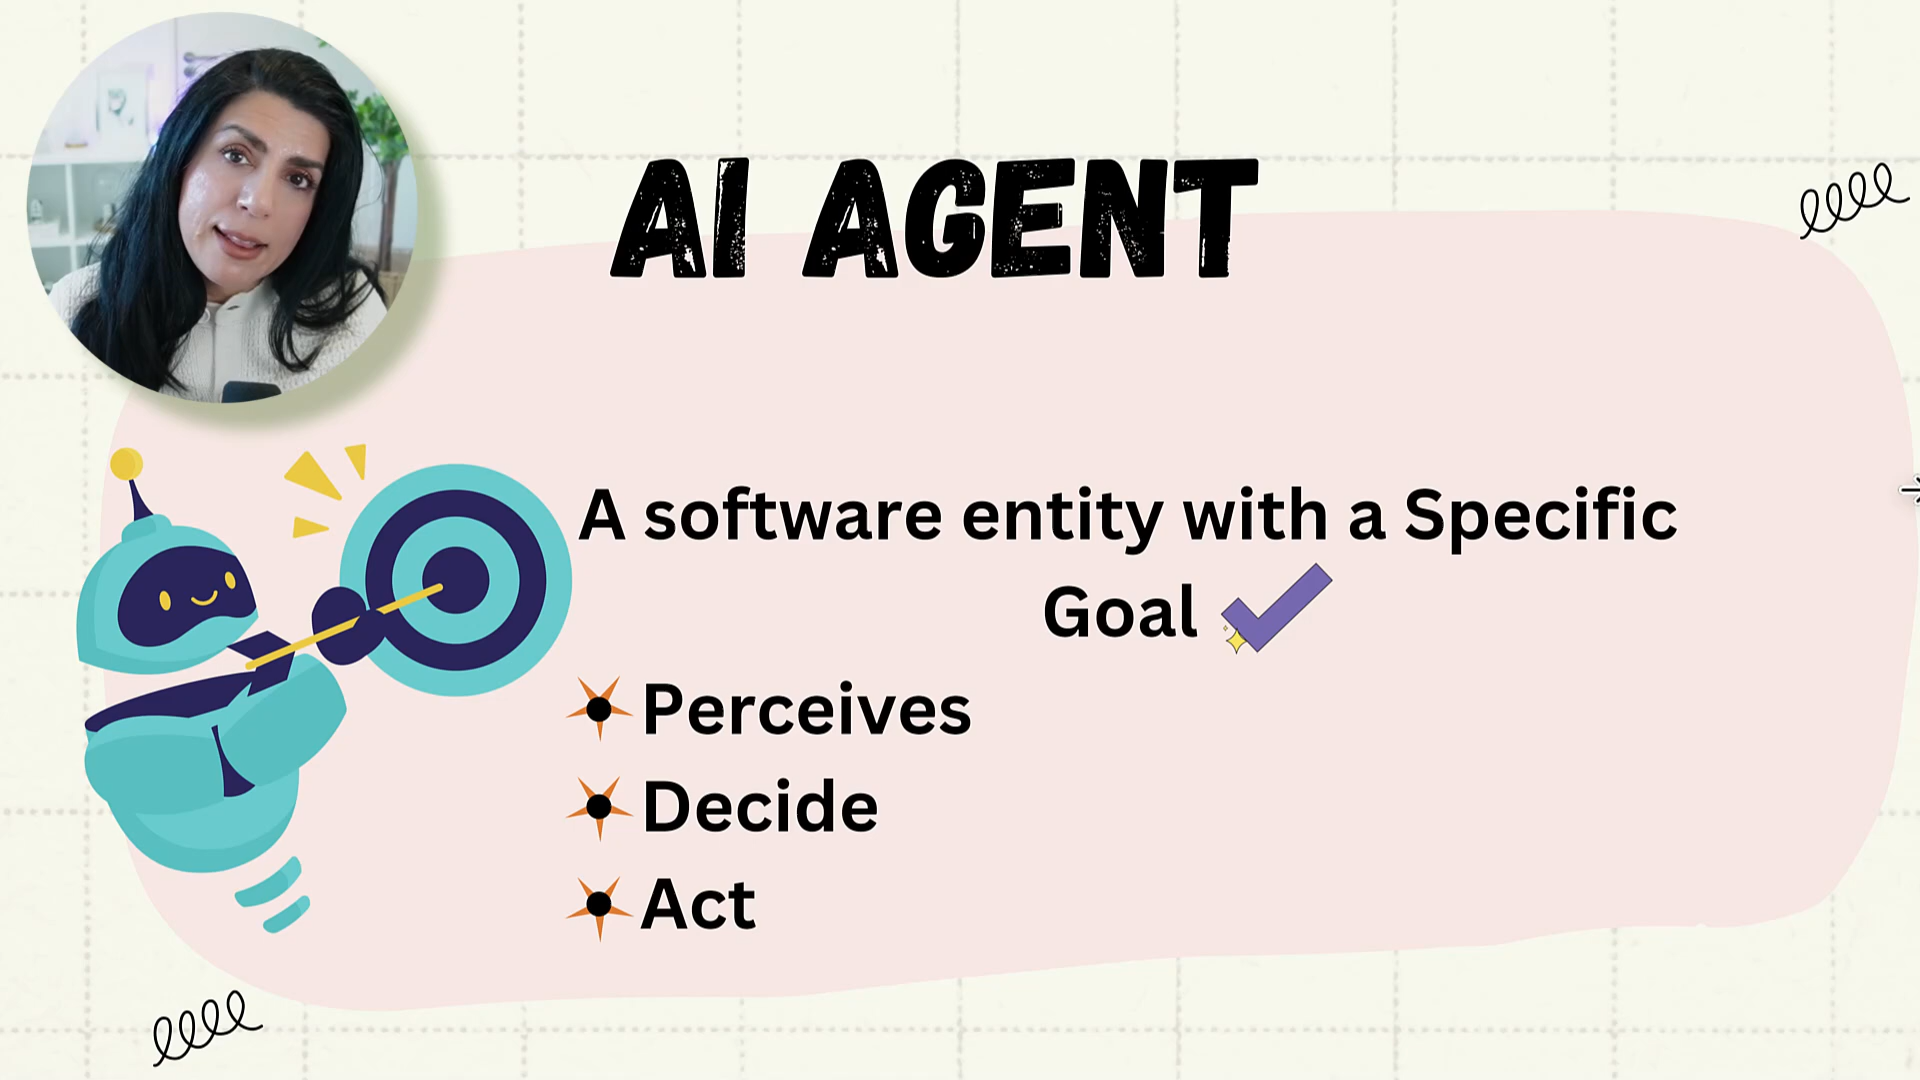 AI AGENT
A software entity with a Specific
Goal
Perceives
Decide
Act